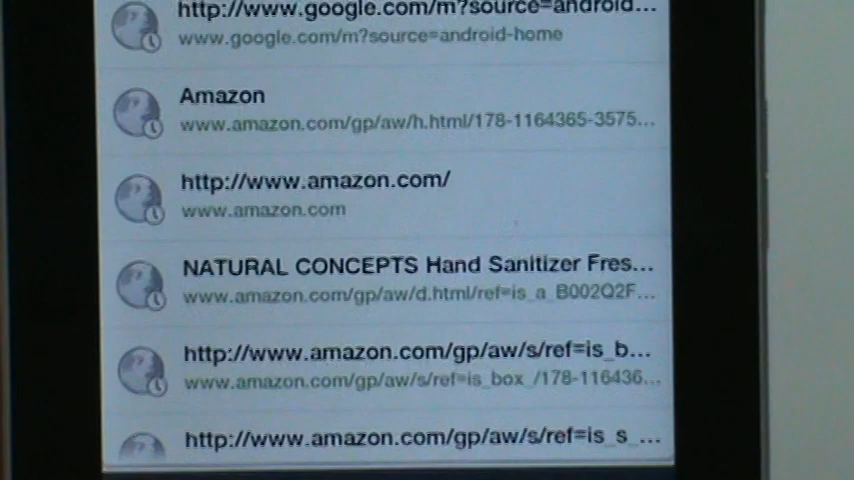 http://www.google.com/m?source=android...
www.google.com/m?source=android-home
Amazon
www.amazon.com/gp/aw/h.html/178-1164365-3575...
http://www.amazon.com/
www.amazon.com
NATURAL CONCEPTS Hand Sanitizer Fres...
www.amazon.com/gp/aw/d.html/ref=is_a_B002Q2F...
http://www.amazon.com/gp/aw/s/ref=is_b...
www.amazon.com/gp/aw/s/ref=is_box_/178-116436...
http://www.amazon.com/gp/aw/s/ref=is_s_...